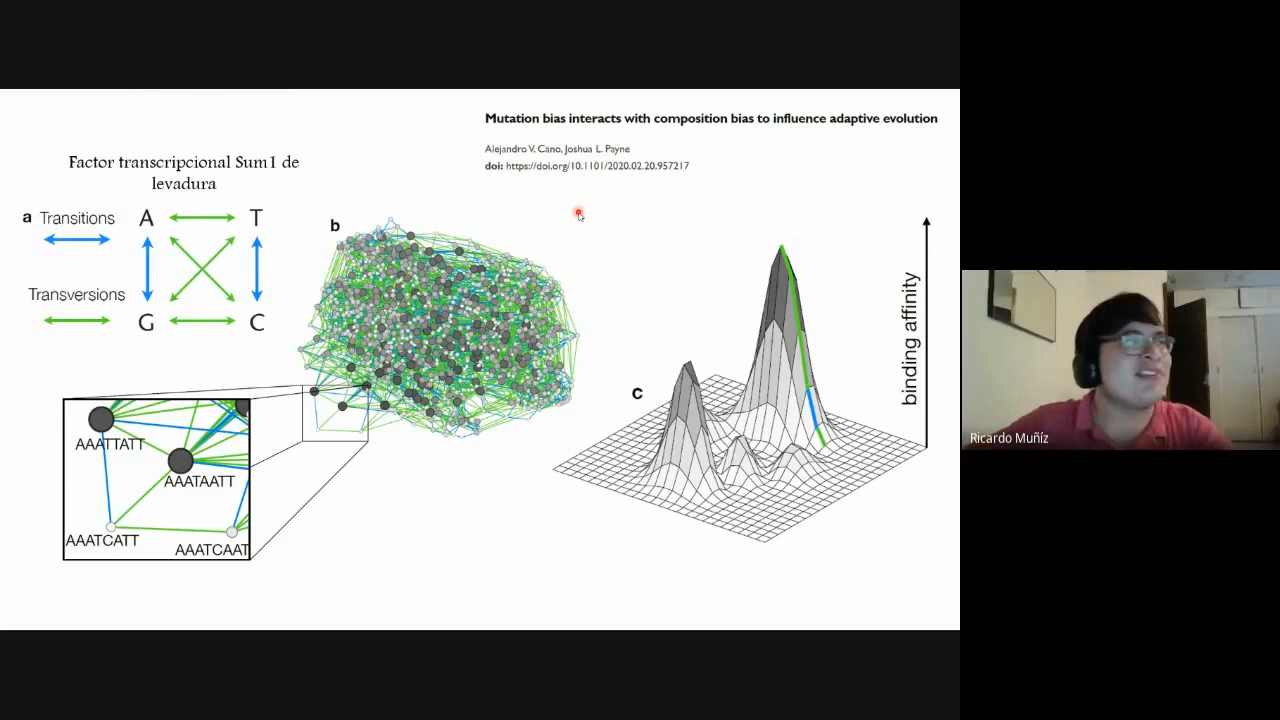 Mutation bias interacts with composition bias to influence adaptive evolution
Alejandro V. Cano, Joshua L. Payne
doi: https://doi.org/10.1101/2020.02.20.957217
Factor transcripcional Sum1 de
levadura
a Transitions
A T
Transversions
G C
b
AAATTATT
AAATAATT
AAATCATT
AAATCAAT
c
binding affinity
Ricardo Muñíz